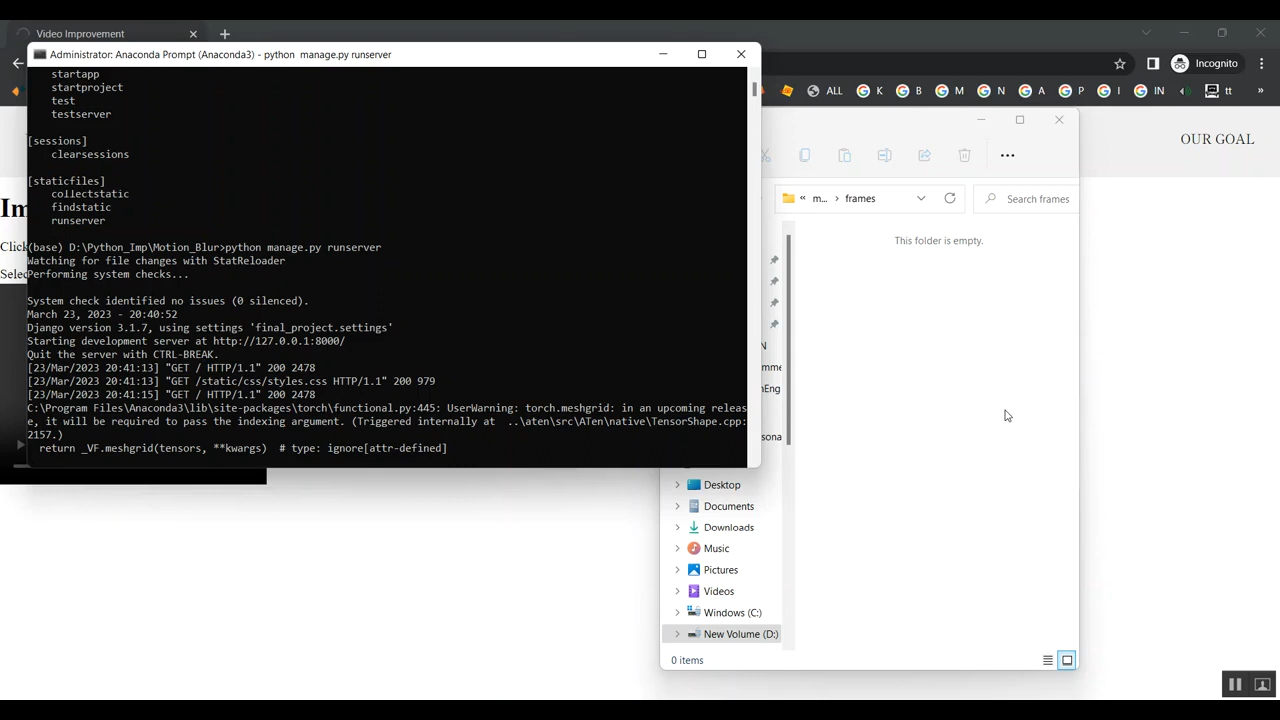 Video Improvement
Administrator: Anaconda Prompt (Anaconda3) - python  manage.py runserver
Incognito
ALL K B M N A P I IN tt »
OUR GOAL
startapp
startproject
test
testserver
[sessions]
clearsessions
[staticfiles]
collectstatic
findstatic
runserver
(base) D:\Python_Imp\Motion_Blur>python manage.py runserver
Watching for file changes with StatReloader
Performing system checks...
System check identified no issues (0 silenced).
March 23, 2023 - 20:40:52
Django version 3.1.7, using settings 'final_project.settings'
Starting development server at http://127.0.0.1:8000/
Quit the server with CTRL-BREAK.
[23/Mar/2023 20:41:13] "GET / HTTP/1.1" 200 2478
[23/Mar/2023 20:41:13] "GET /static/css/styles.css HTTP/1.1" 200 979
[23/Mar/2023 20:41:15] "GET / HTTP/1.1" 200 2478
C:\Program Files\Anaconda3\lib\site-packages\torch\functional.py:445: UserWarning: torch.meshgrid: in an upcoming releas
e, it will be required to pass the indexing argument. (Triggered internally at  ..\aten\src\ATen\native\TensorShape.cpp:
2157.)
return _VF.meshgrid(tensors, **kwargs)  # type: ignore[attr-defined]
Im
Click
Selec
« m... › frames
Search frames
This folder is empty.
N
mme
nEng
sona
Desktop
Documents
Downloads
Music
Pictures
Videos
Windows (C:)
New Volume (D:)
0 items